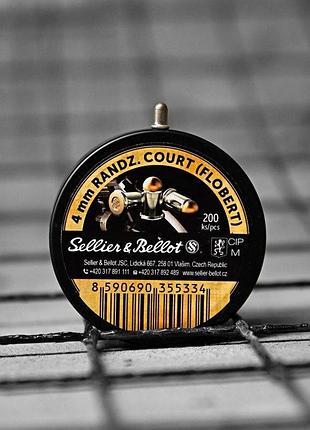 4 mm RANDZ. COURT (FLOBERT)
200
ks/pcs
Sellier & Bellot S
CIP
M
Sellier & Bellot JSC, Lidická 667, 258 01 Vlašim. Czech Republic
+420 317 891 111 +420 317 892 489 www.sellier-bellot.cz
8 590690 355334